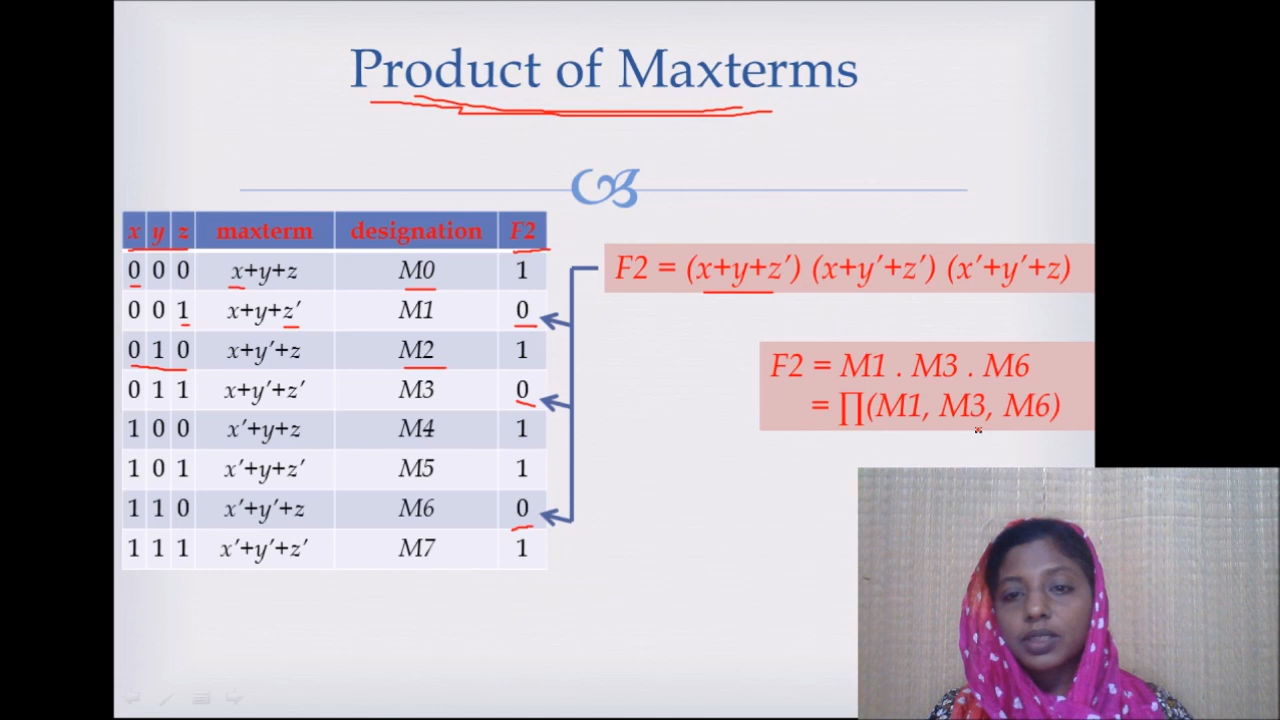 Product of Maxterms
x y z maxterm designation F2
0 0 0 x+y+z M0 1
0 0 1 x+y+z′ M1 0
0 1 0 x+y′+z M2 1
0 1 1 x+y′+z′ M3 0
1 0 0 x′+y+z M4 1
1 0 1 x′+y+z′ M5 1
1 1 0 x′+y′+z M6 0
1 1 1 x′+y′+z′ M7 1
F2 = (x+y+z′) (x+y′+z′) (x′+y′+z)
F2 = M1 . M3 . M6
= ∏(M1, M3, M6)